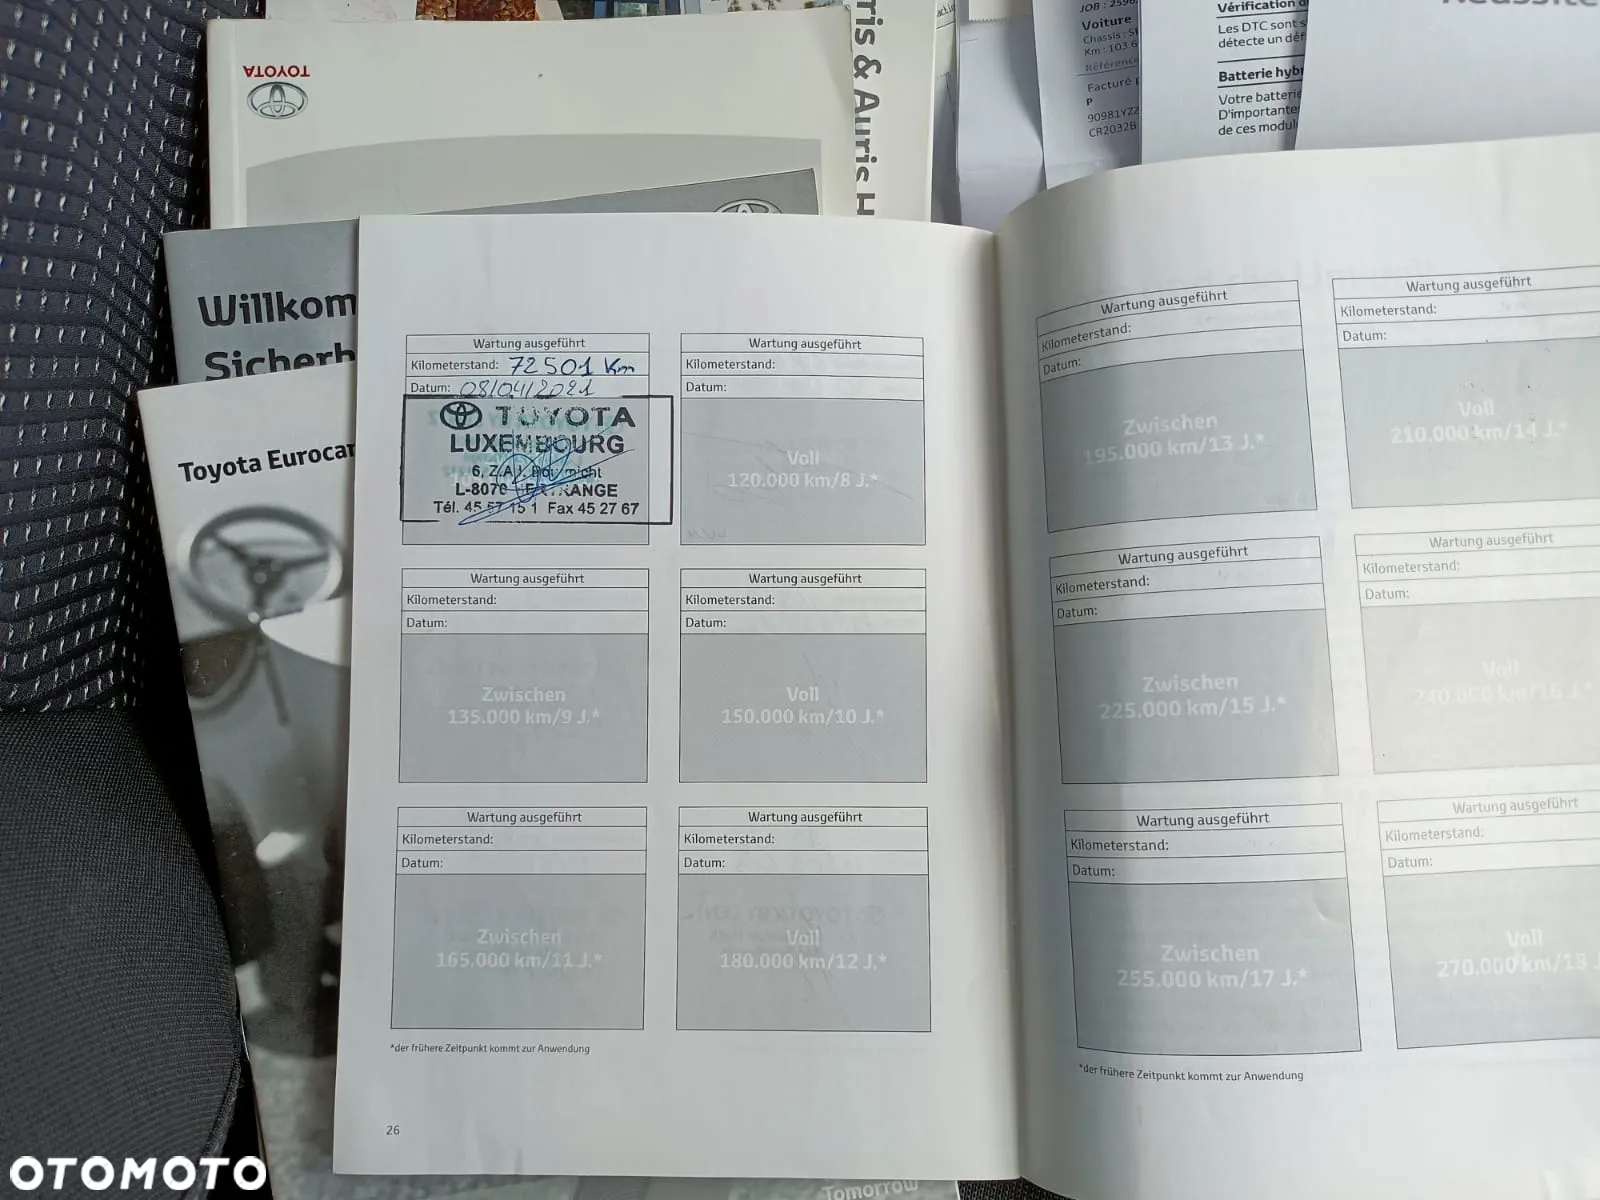 TOYOTA
ris & Auris H
JOB : 2598
Voiture
Chassis :
Km : 103 6
Référence
Facturé
P
90981YZZ
CR2032B
Vérification
Les DTC sont s
détecte un déf
Batterie hybr
Votre batterie
D'importante
de ces modul
Réussite
Willkom
Sicherh
Toyota Eurocar
Wartung ausgeführt
Kilometerstand: 72501 Km
Datum: 08/04/2021
TOYOTA
LUXEMBOURG
6, Z.A.
L-8070
Tél. 45 57 15 1 Fax 45 27 67
Wartung ausgeführt
Kilometerstand:
Datum:
Voll
120.000 km/8 J.*
Wartung ausgeführt
Kilometerstand:
Datum:
Zwischen
135.000 km/9 J.*
Wartung ausgeführt
Kilometerstand:
Datum:
Voll
150.000 km/10 J.*
Wartung ausgeführt
Kilometerstand:
Datum:
Zwischen
165.000 km/11 J.*
Wartung ausgeführt
Kilometerstand:
Datum:
Voll
180.000 km/12 J.*
*der frühere Zeitpunkt kommt zur Anwendung
26
Wartung ausgeführt
Kilometerstand:
Datum:
Zwischen
195.000 km/13 J.*
Wartung ausgeführt
Kilometerstand:
Datum:
Voll
210.000 km/14 J.*
Wartung ausgeführt
Kilometerstand:
Datum:
Zwischen
225.000 km/15 J.*
Wartung ausgeführt
Kilometerstand:
Datum:
Voll
240.000 km/16 J.*
Wartung ausgeführt
Kilometerstand:
Datum:
Zwischen
255.000 km/17 J.*
Wartung ausgeführt
Kilometerstand:
Datum:
Voll
270.000 km/18 J
*der frühere Zeitpunkt kommt zur Anwendung
Tomorrow
OTOMOTO